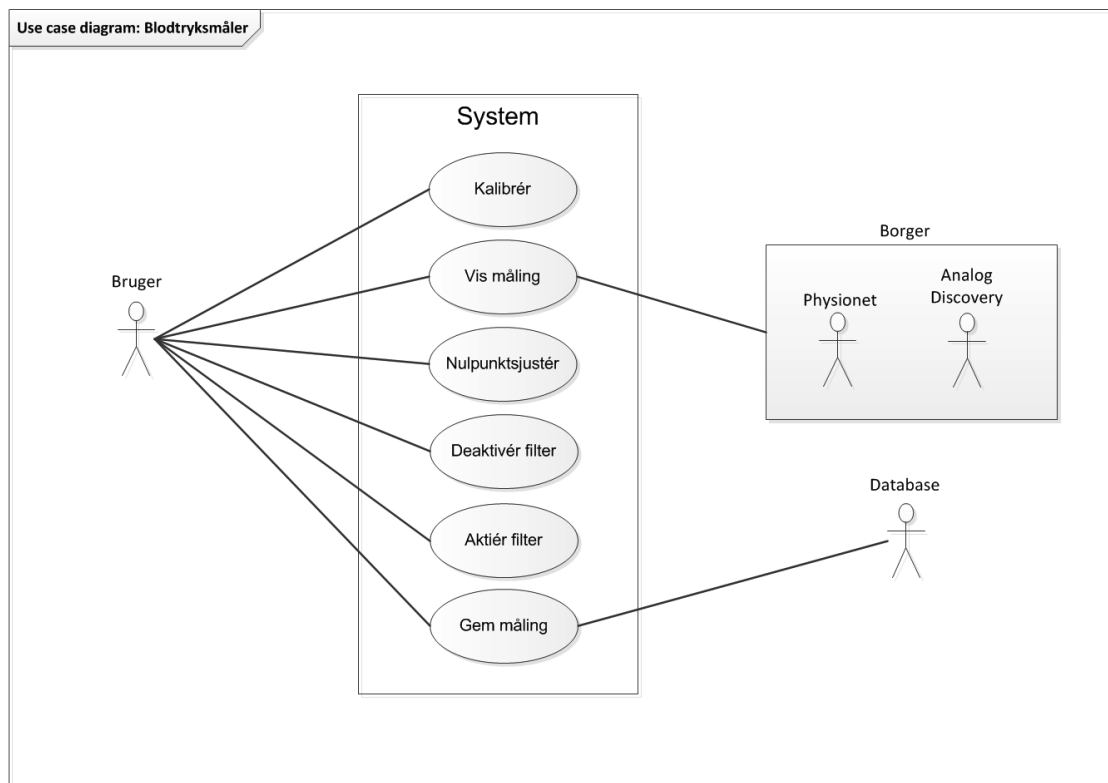 Use case diagram: Blodtryksmåler
System
Kalibrér
Vis måling
Nulpunktsjustér
Deaktivér filter
Aktiér filter
Gem måling
Bruger
Borger
Physionet
Analog
Discovery
Database